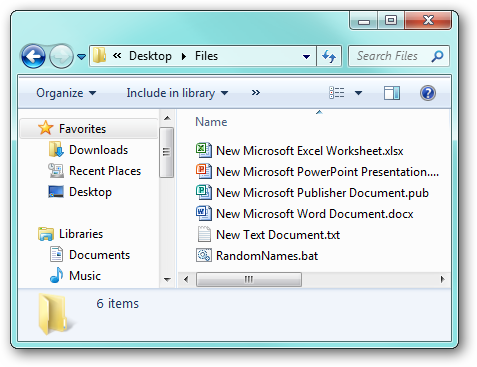 « Desktop ▸ Files
Search Files
Organize Include in library »
Favorites
Downloads
Recent Places
Desktop
Libraries
Documents
Music
Name
New Microsoft Excel Worksheet.xlsx
New Microsoft PowerPoint Presentation....
New Microsoft Publisher Document.pub
New Microsoft Word Document.docx
New Text Document.txt
RandomNames.bat
6 items